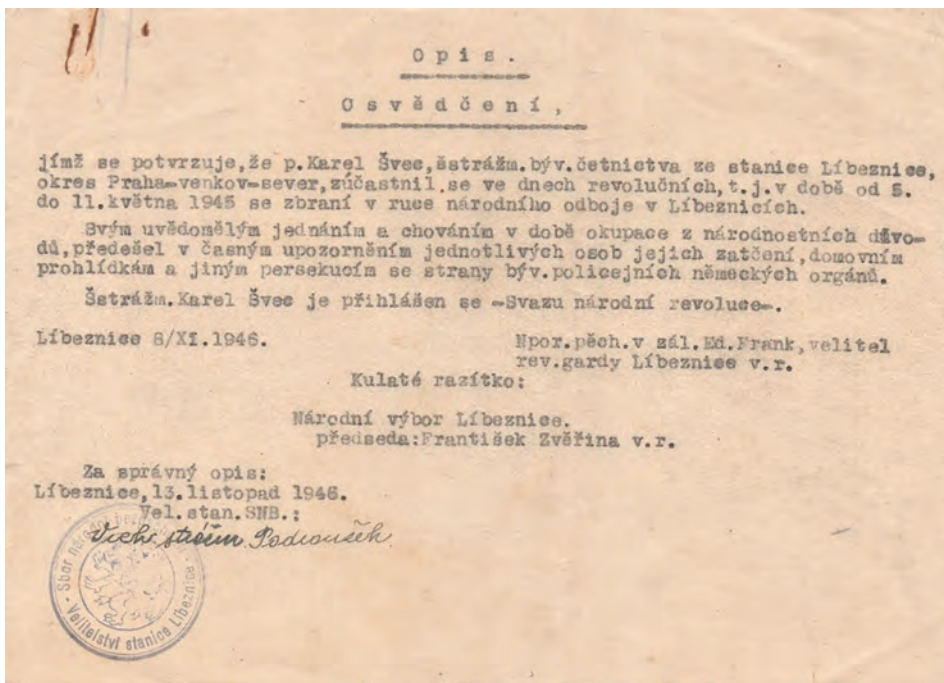 Opis.
Osvědčení,
jímž se potvrzuje,že p.Karel Švec,šstrážm.býv.četnictva ze stanice Líbeznice,
okres Praha-venkov-sever,zúčastnil se ve dnech revolučních,t.j.v době od 5.
do 11.května 1945 se zbraní v ruce národního odboje v Líbeznicích.
Svým uvědomělým jednáním a chováním v době okupace z národnostních důvo-
dů,předešel v časným upozorněním jednotlivých osob jejich zatčení,domovním
prohlídkám a jiným persekucím se strany býv.policejních německých orgánů.
Šstrážm.Karel Švec je přihlášen se -Svazu národní revoluce-.
Líbeznice 8/XI.1946.
Npor.pěch.v zál.Ed.Frank,velitel
rev.gardy Líbeznice v.r.
Kulaté razítko:
Národní výbor Líbeznice.
předseda:František Zvěřina v.r.
Za správný opis:
Líbeznice,13.listopad 1946.
Vel.stan.SNB.:
Vrch. strážm.
Sbor národní bezpečnosti
Velitelství stanice Líbeznice